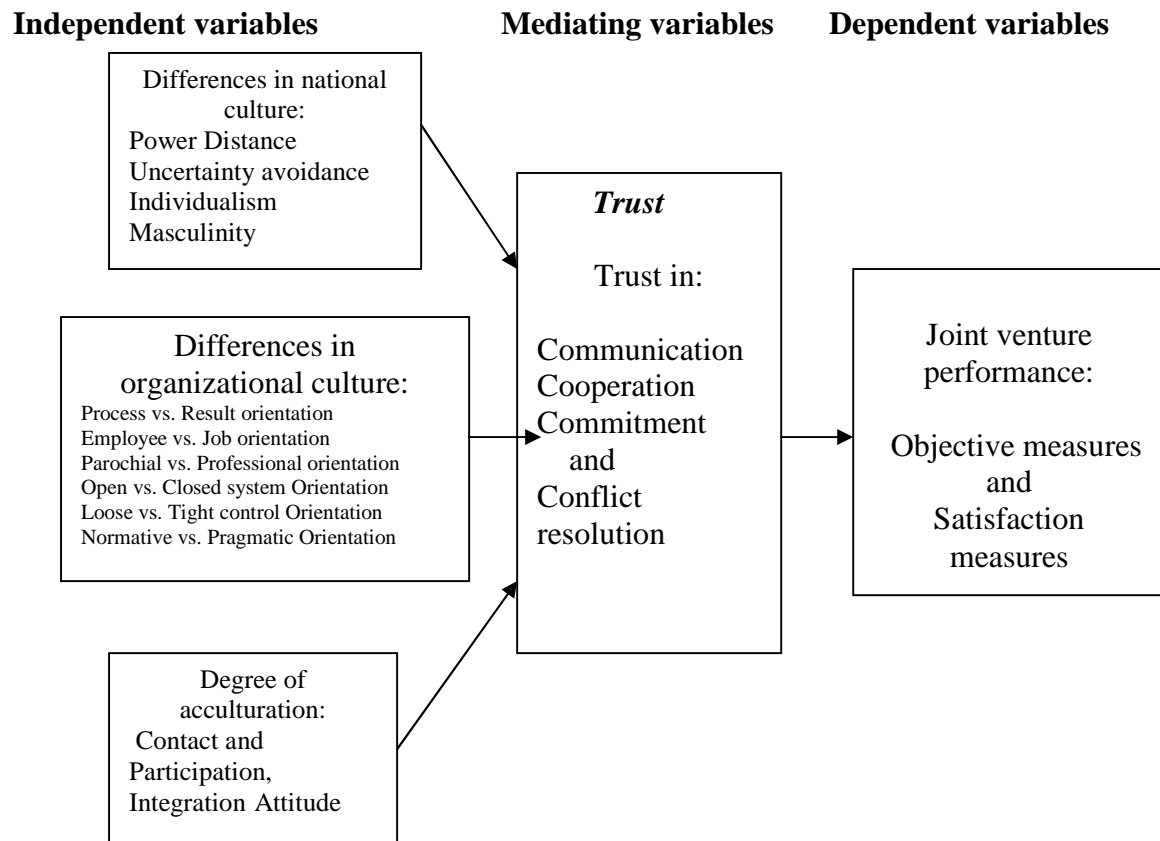 Independent variables
Mediating variables
Dependent variables
Differences in national
culture:
Power Distance
Uncertainty avoidance
Individualism
Masculinity
Differences in
organizational culture:
Process vs. Result orientation
Employee vs. Job orientation
Parochial vs. Professional orientation
Open vs. Closed system Orientation
Loose vs. Tight control Orientation
Normative vs. Pragmatic Orientation
Degree of
acculturation:
Contact and
Participation,
Integration Attitude
Trust
Trust in:
Communication
Cooperation
Commitment
and
Conflict
resolution
Joint venture
performance:
Objective measures
and
Satisfaction
measures